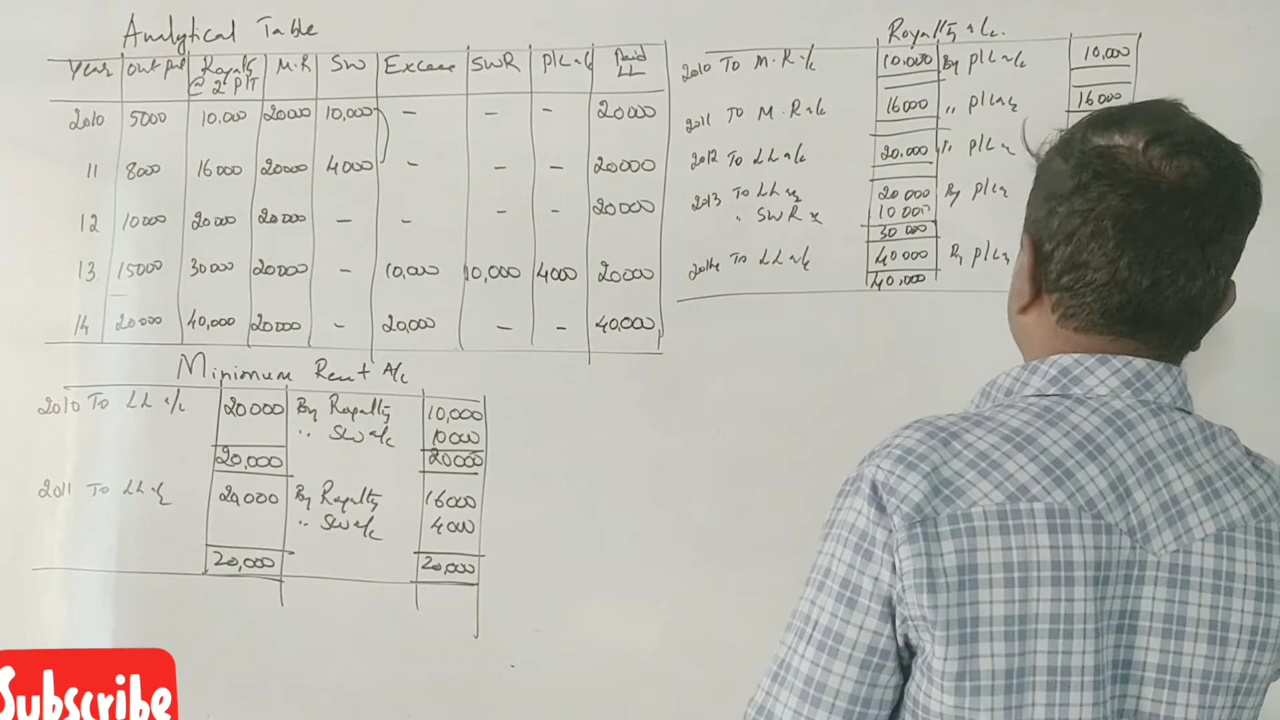 Analytical Table
Year Output Royalty @ 2 P/T M.R SW Excess SWR P/L a/c Paid LL
2010 5000 10.000 20000 10,000 - - - 20000
11 8000 16000 20000 4000 - - - 20000
12 10000 20000 20000 - - - - 20000
13 15000 30000 20000 - 10,000 10,000 4000 20000
14 20000 40,000 20000 - 20,000 - - 40,000
Minimum Rent A/c
2010 To LL a/c 20000 By Royalty 10,000
" SW a/c 10000
20,000 20000
2011 To LL a/c 20,000 By Royalty 16000
" SW a/c 4000
20,000 20,000
Royalty a/c.
2010 To M.R a/c 10,000 By P/L a/c 10,000
2011 To M.R a/c 16000 " P/L a/c 16000
2012 To LL a/c 20,000 P/L a/c
2013 To LL a/c 20000 By P/L a/c
" SWR 10000
30000
2014 To LL a/c 40000 By P/L a/c
40,000
Subscribe